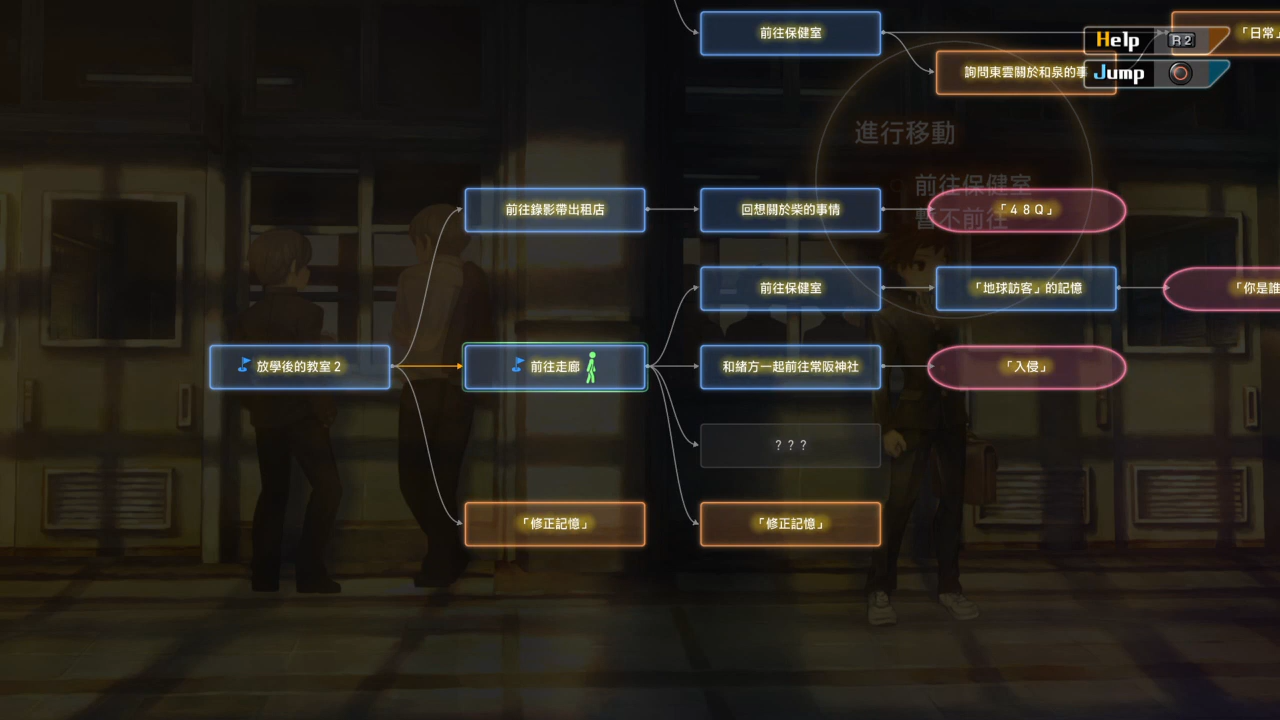 前往保健室
「日常」
Help R2
詢問東雲關於和泉的事
Jump
進行移動
前往保健室
暫不前往
前往錄影帶出租店
回想關於柴的事情
「４８Ｑ」
前往保健室
「地球訪客」的記憶
「你是誰
放學後的教室２
前往走廊
和緒方一起前往常阪神社
「入侵」
？？？
「修正記憶」
「修正記憶」